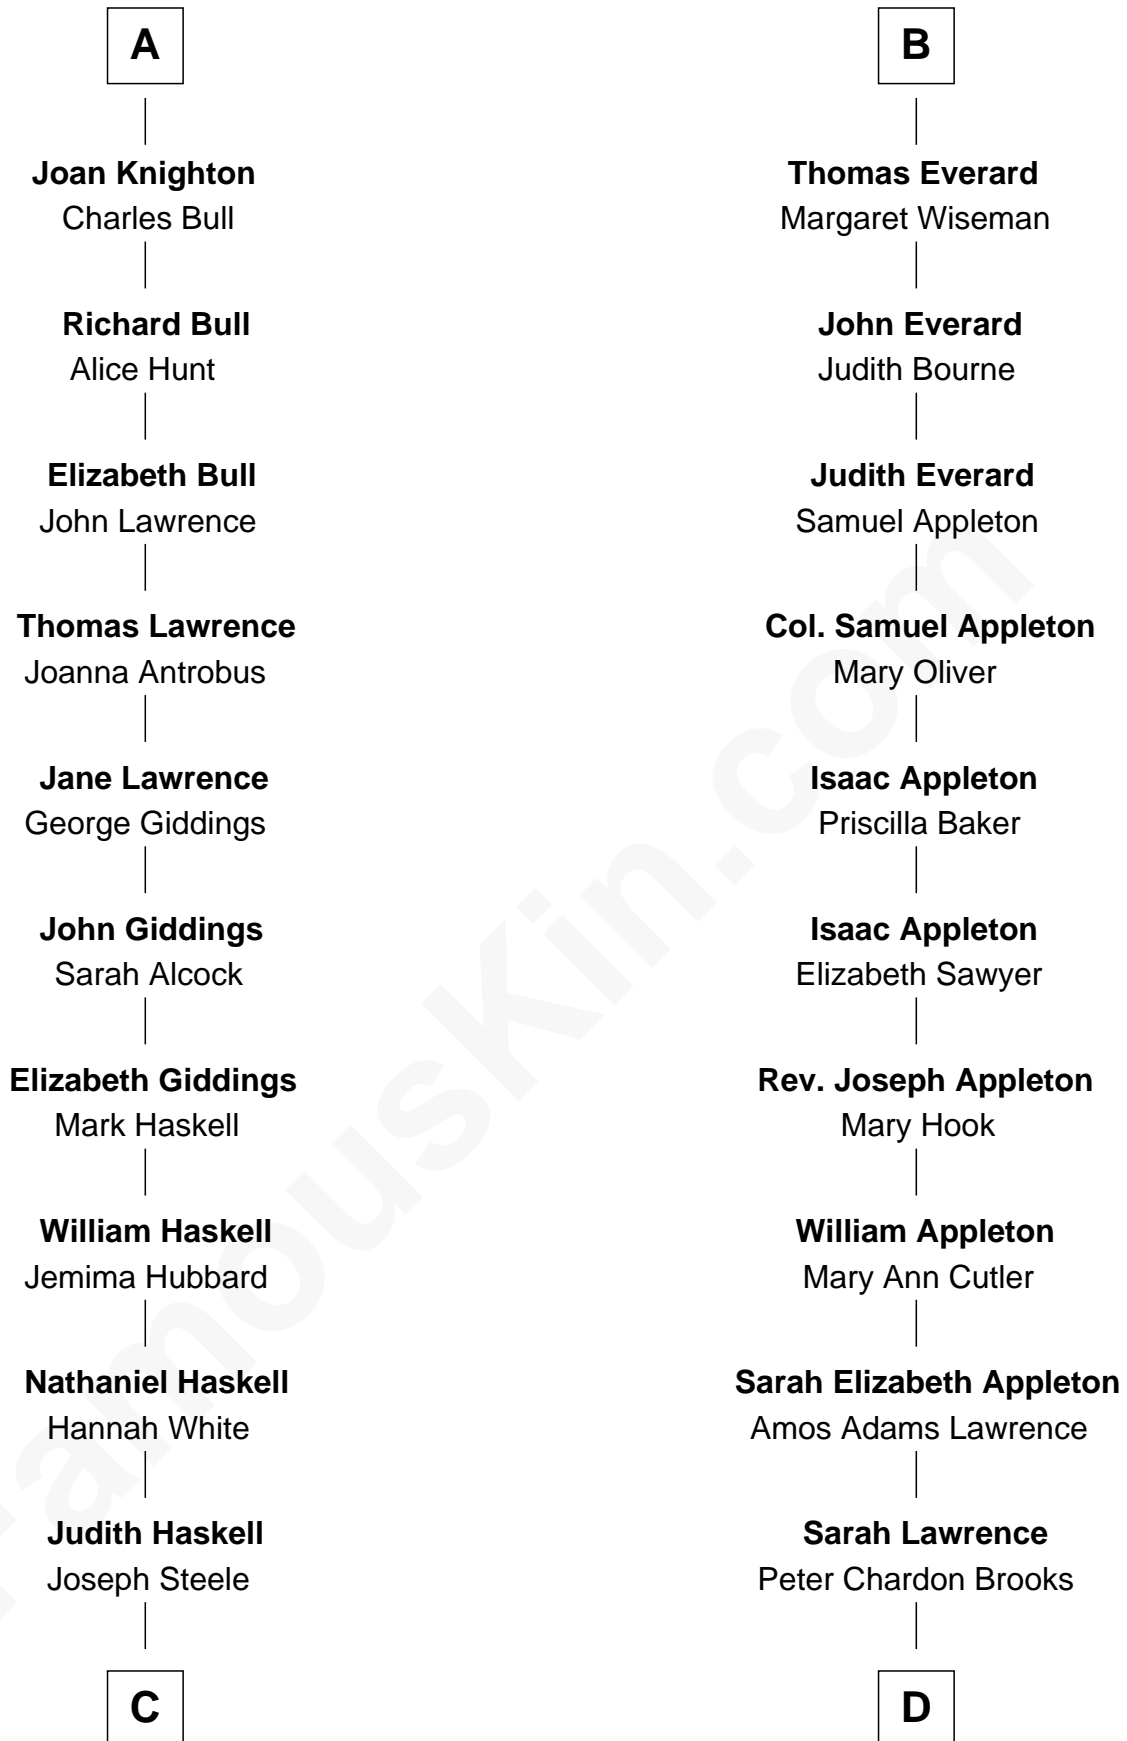 A
Joan Knighton
Charles Bull
Richard Bull
Alice Hunt
Elizabeth Bull
John Lawrence
Thomas Lawrence
Joanna Antrobus
Jane Lawrence
George Giddings
John Giddings
Sarah Alcock
Elizabeth Giddings
Mark Haskell
William Haskell
Jemima Hubbard
Nathaniel Haskell
Hannah White
Judith Haskell
Joseph Steele
C
B
Thomas Everard
Margaret Wiseman
John Everard
Judith Bourne
Judith Everard
Samuel Appleton
Col. Samuel Appleton
Mary Oliver
Isaac Appleton
Priscilla Baker
Isaac Appleton
Elizabeth Sawyer
Rev. Joseph Appleton
Mary Hook
William Appleton
Mary Ann Cutler
Sarah Elizabeth Appleton
Amos Adams Lawrence
Sarah Lawrence
Peter Chardon Brooks
D
FamousKin.com